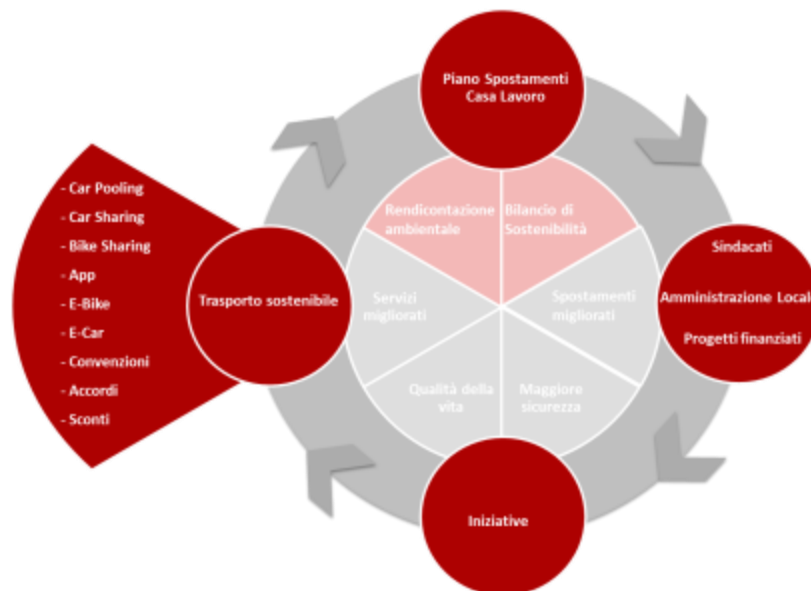 Piano Spostamenti
Casa Lavoro
- Car Pooling
- Car Sharing
- Bike Sharing
- App
- E-Bike
- E-Car
- Convenzioni
- Accordi
- Sconti
Trasporto sostenibile
Rendicontazione
ambientale
Bilancio di
Sostenibilità
Servizi
migliorati
Spostamenti
migliorati
Qualità della
vita
Maggiore
sicurezza
Sindacati
Amministrazione Local
Progetti finanziati
Iniziative